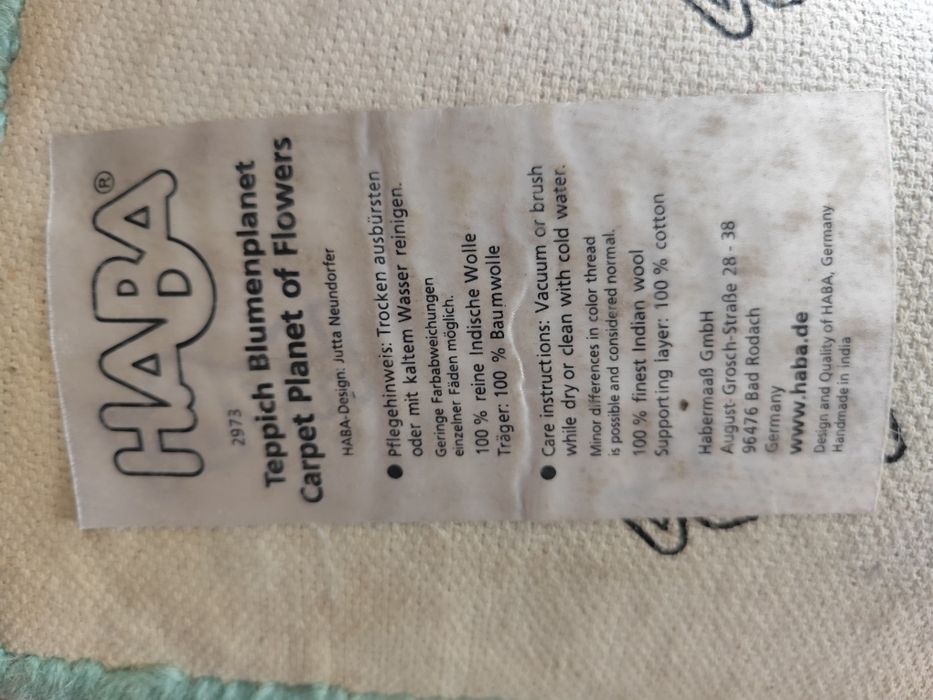 HABA®
2973
Teppich Blumenplanet
Carpet Planet of Flowers
HABA-Design: Jutta Neundorfer
● Pflegehinweis: Trocken ausbürsten
oder mit kaltem Wasser reinigen.
Geringe Farbabweichungen
einzelner Fäden möglich.
100 % reine Indische Wolle
Träger: 100 % Baumwolle
● Care instructions: Vacuum or brush
while dry or clean with cold water.
Minor differences in color thread
is possible and considered normal.
100 % finest Indian wool
Supporting layer: 100 % cotton
Habermaaß GmbH
August-Grosch-Straße 28 - 38
96476 Bad Rodach
Germany
www.haba.de
Design and Quality of HABA, Germany
Handmade in india